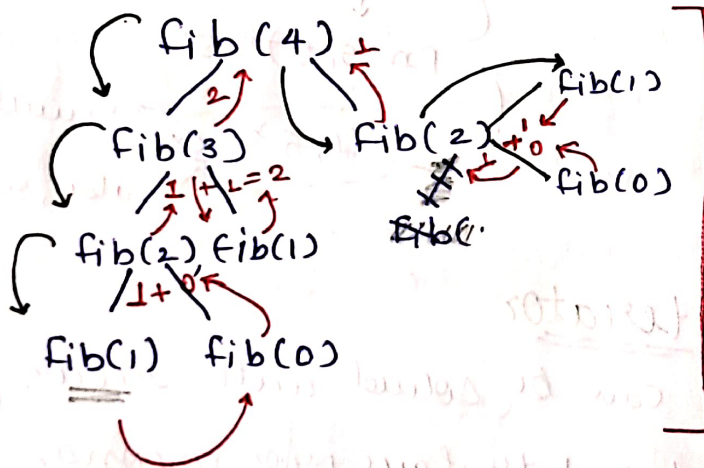 fib(4) 1
2
fib(1)
fib(3) fib(2) 1 +'0
1 + 1 = 2
fib(0)
fib(2) fib(1)
1+0
fib(1) fib(0)